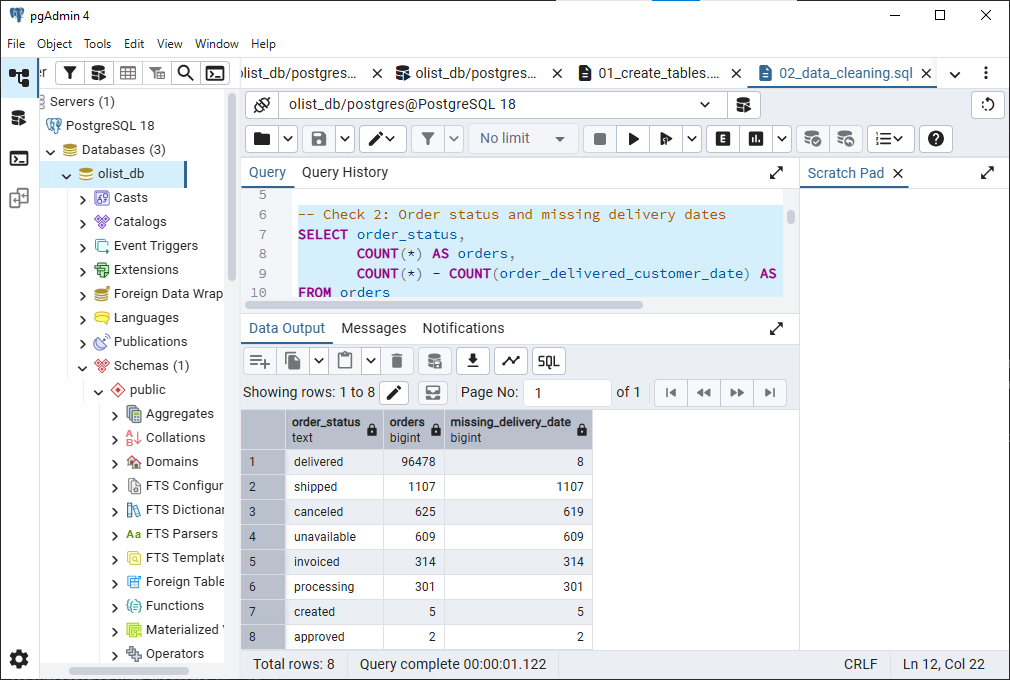 pgAdmin 4
File Object Tools Edit View Window Help
er
olist_db/postgres... olist_db/postgres... 01_create_tables.... 02_data_cleaning.sql
Servers (1)
PostgreSQL 18
Databases (3)
olist_db
Casts
Catalogs
Event Triggers
Extensions
Foreign Data Wrap
Languages
Publications
Schemas (1)
public
Aggregates
Collations
Domains
FTS Configur
FTS Dictionar
Aa FTS Parsers
FTS Template
Foreign Table
Functions
Materialized
Operators
olist_db/postgres@PostgreSQL 18
No limit
E
Query Query History
Scratch Pad
5
6 -- Check 2: Order status and missing delivery dates
7 SELECT order_status,
8 COUNT(*) AS orders,
9 COUNT(*) - COUNT(order_delivered_customer_date) AS
10 FROM orders
Data Output Messages Notifications
SQL
Showing rows: 1 to 8 Page No: 1 of 1
order_status orders missing_delivery_date
text bigint bigint
1 delivered 96478 8
2 shipped 1107 1107
3 canceled 625 619
4 unavailable 609 609
5 invoiced 314 314
6 processing 301 301
7 created 5 5
8 approved 2 2
Total rows: 8 Query complete 00:00:01.122 CRLF Ln 12, Col 22